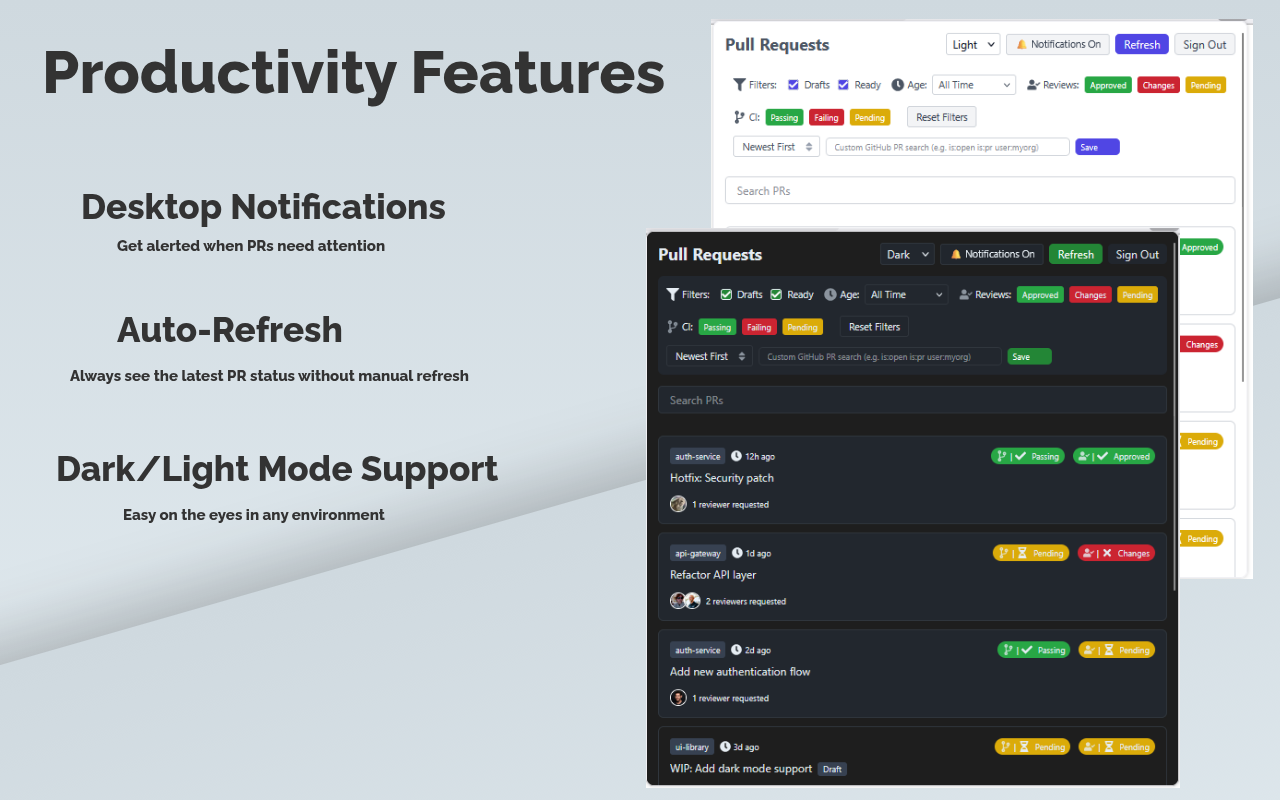 Productivity Features
Desktop Notifications
Get alerted when PRs need attention
Auto-Refresh
Always see the latest PR status without manual refresh
Dark/Light Mode Support
Easy on the eyes in any environment
Pull Requests Light Notifications On Refresh Sign Out
Filters: Drafts Ready Age: All Time Reviews: Approved Changes Pending
CI: Passing Failing Pending Reset Filters
Newest First Custom GitHub PR search (e.g. is:open is:pr user:myorg) Save
Search PRs
Approved
Changes
Pending
Pending
Pull Requests Dark Notifications On Refresh Sign Out
Filters: Drafts Ready Age: All Time Reviews: Approved Changes Pending
CI: Passing Failing Pending Reset Filters
Newest First Custom GitHub PR search (e.g. is:open is:pr user:myorg) Save
Search PRs
auth-service 12h ago | Passing | Approved
Hotfix: Security patch
1 reviewer requested
api-gateway 1d ago | Pending | Changes
Refactor API layer
2 reviewers requested
auth-service 2d ago | Passing | Pending
Add new authentication flow
1 reviewer requested
ui-library 3d ago | Pending | Pending
WIP: Add dark mode support Draft